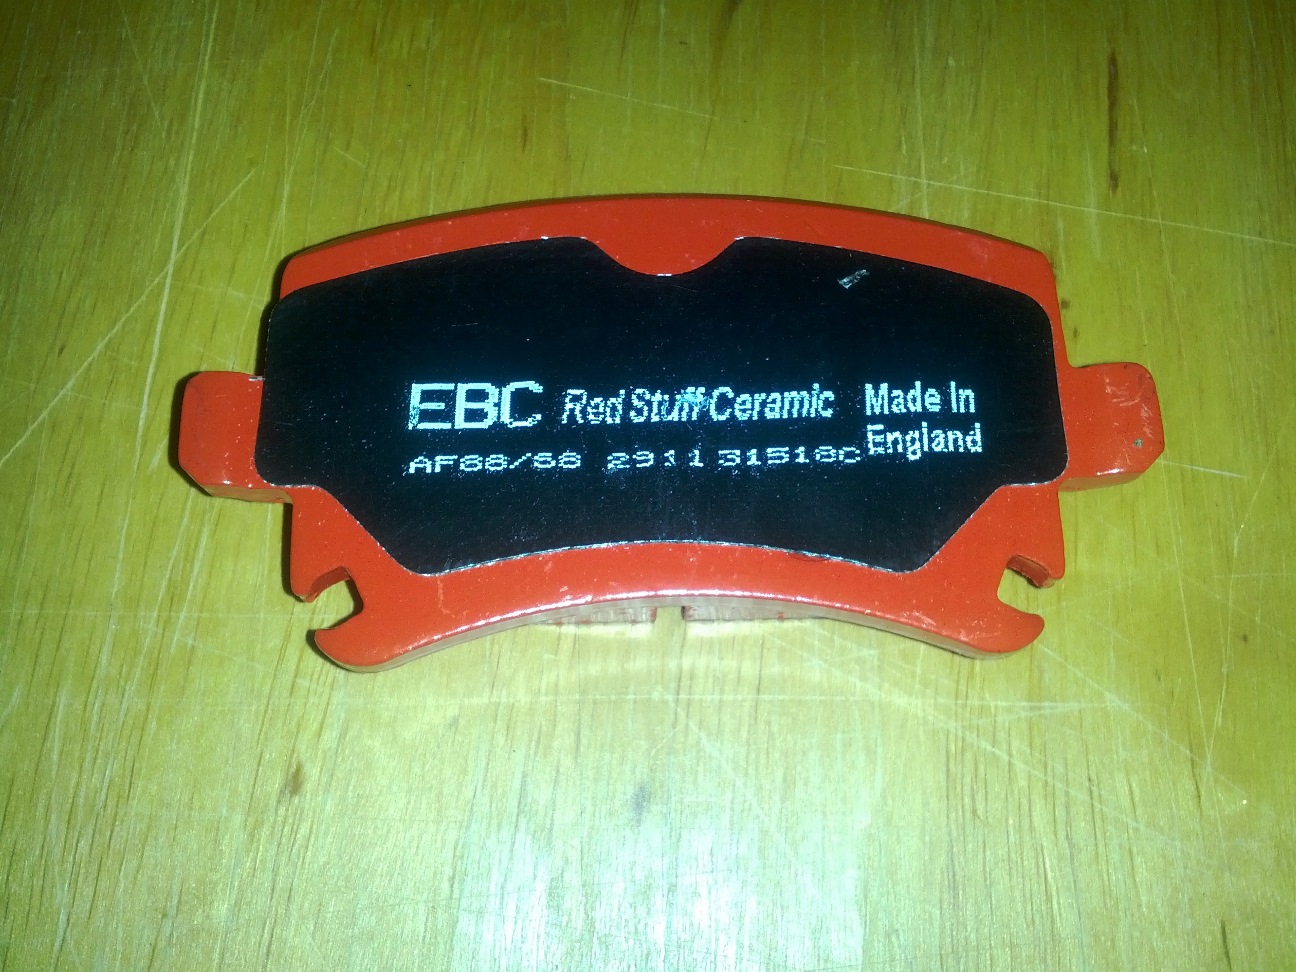 EBC Red Stuff Ceramic Made In
England
AF88/88 2911 31518C